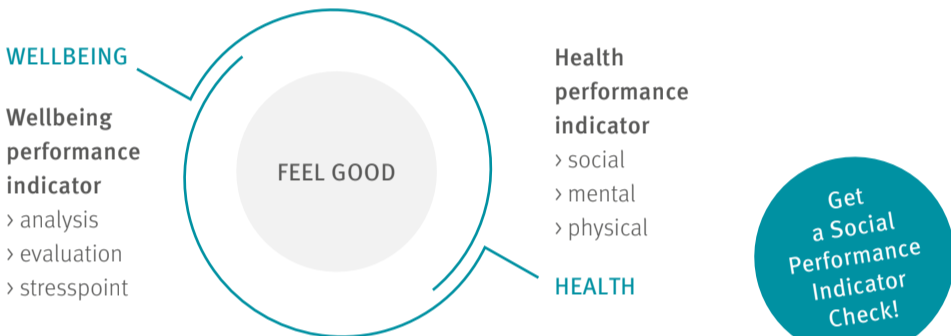 WELLBEING
Wellbeing
performance
indicator
> analysis
> evaluation
> stresspoint
FEEL GOOD
Health
performance
indicator
> social
> mental
> physical
HEALTH
Get
a Social
Performance
Indicator
Check!